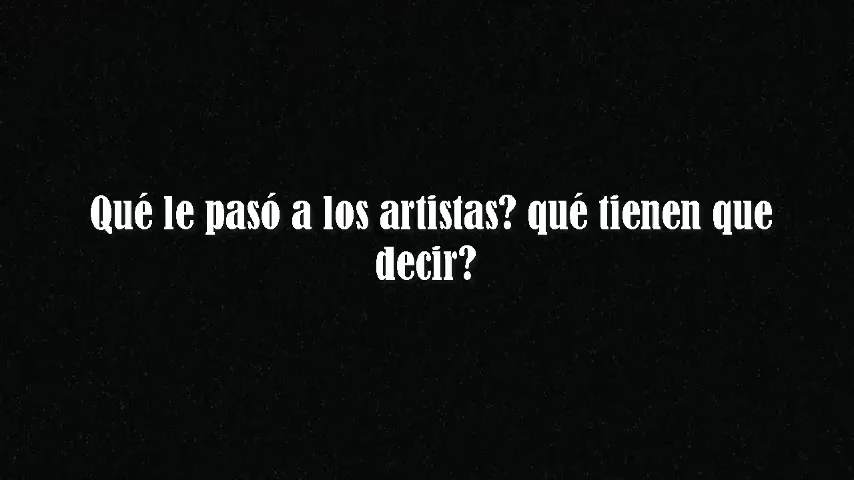 Qué le pasó a los artistas? qué tienen que
decir?